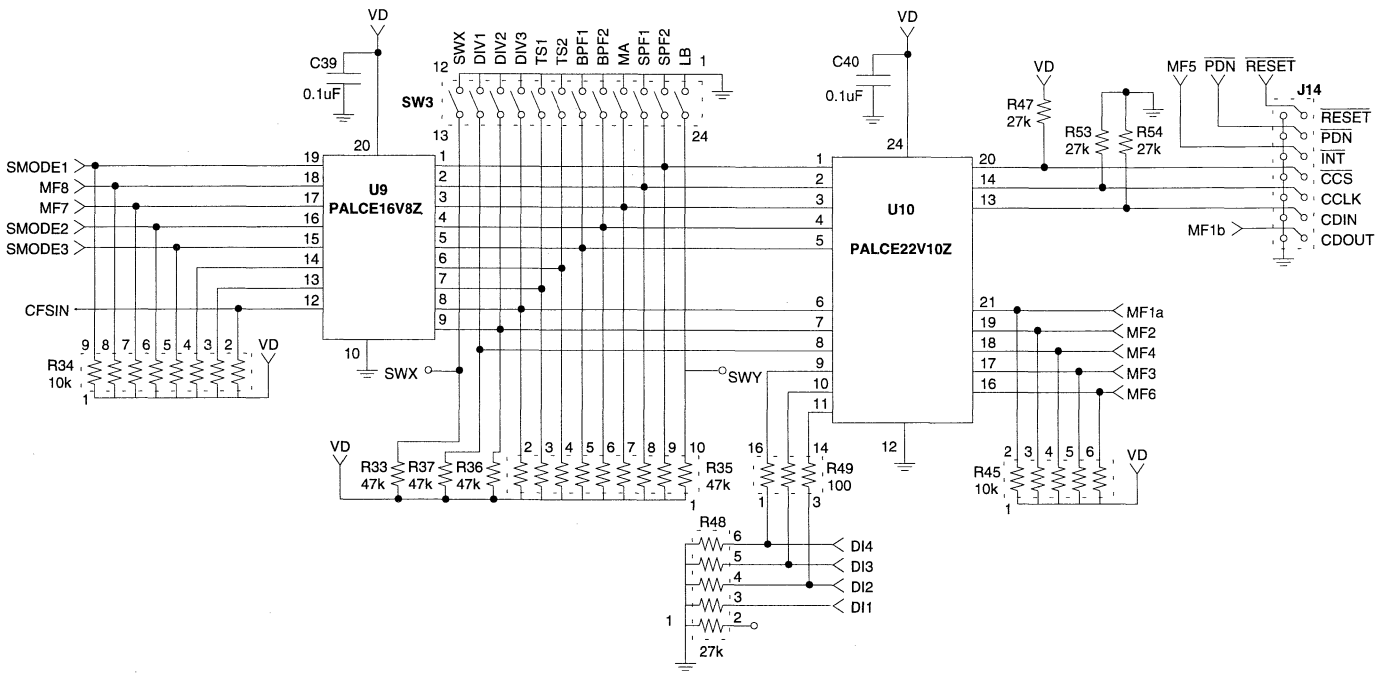 VD
C39
0.1uF
12
SWX
DIV1
DIV2
DIV3
TS1
TS2
BPF1
BPF2
MA
SPF1
SPF2
LB
1
SW3
13
24
VD
C40
0.1uF
VD
R47
27k
R53
27k
R54
27k
MF5
PDN
RESET
J14
RESET
PDN
INT
CCS
CCLK
CDIN
CDOUT
MF1b
SMODE1
MF8
MF7
SMODE2
SMODE3
CFSIN
20
19
18
17
16
15
14
13
12
U9
PALCE16V8Z
1
2
3
4
5
6
7
8
9
10
24
1
2
3
4
5
6
7
8
9
10
11
U10
PALCE22V10Z
20
14
13
21
19
18
17
16
12
MF1a
MF2
MF4
MF3
MF6
9 8 7 6 5 4 3 2
VD
R34
10k
1
SWX
SWY
VD
R33
47k
R37
47k
R36
47k
2 3 4 5 6 7 8 9 10
R35
47k
1
16
14
R49
100
1
3
2 3 4 5 6
VD
R45
10k
1
R48
6
5
4
3
2
DI4
DI3
DI2
DI1
1
27k